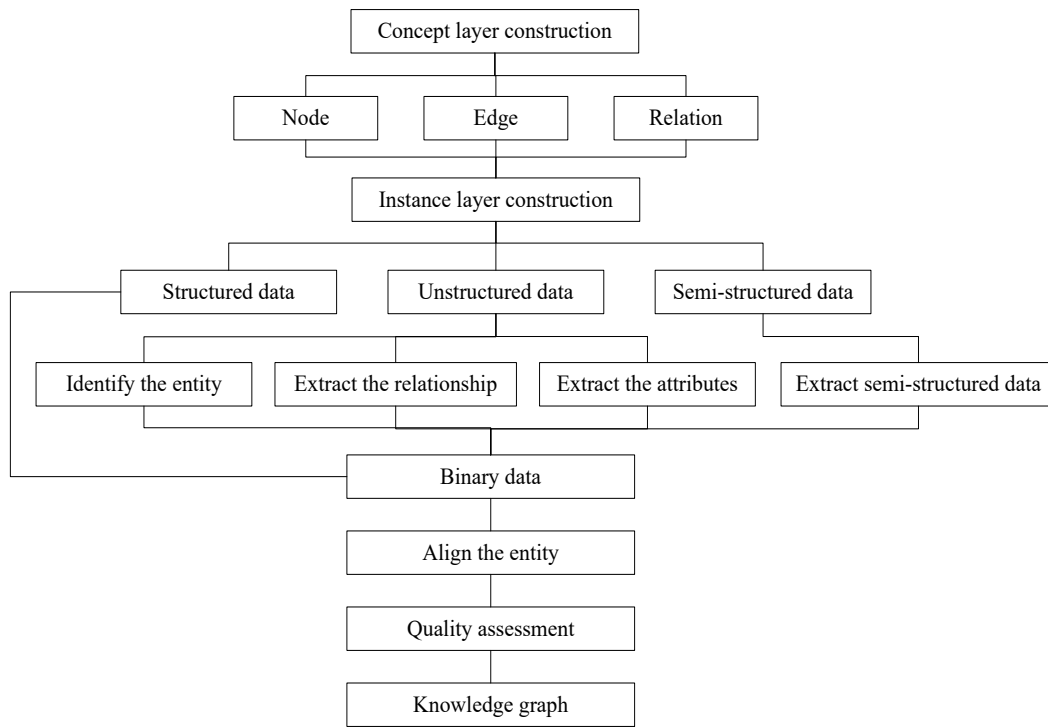 Concept layer construction
Node
Edge
Relation
Instance layer construction
Structured data
Unstructured data
Semi-structured data
Identify the entity
Extract the relationship
Extract the attributes
Extract semi-structured data
Binary data
Align the entity
Quality assessment
Knowledge graph